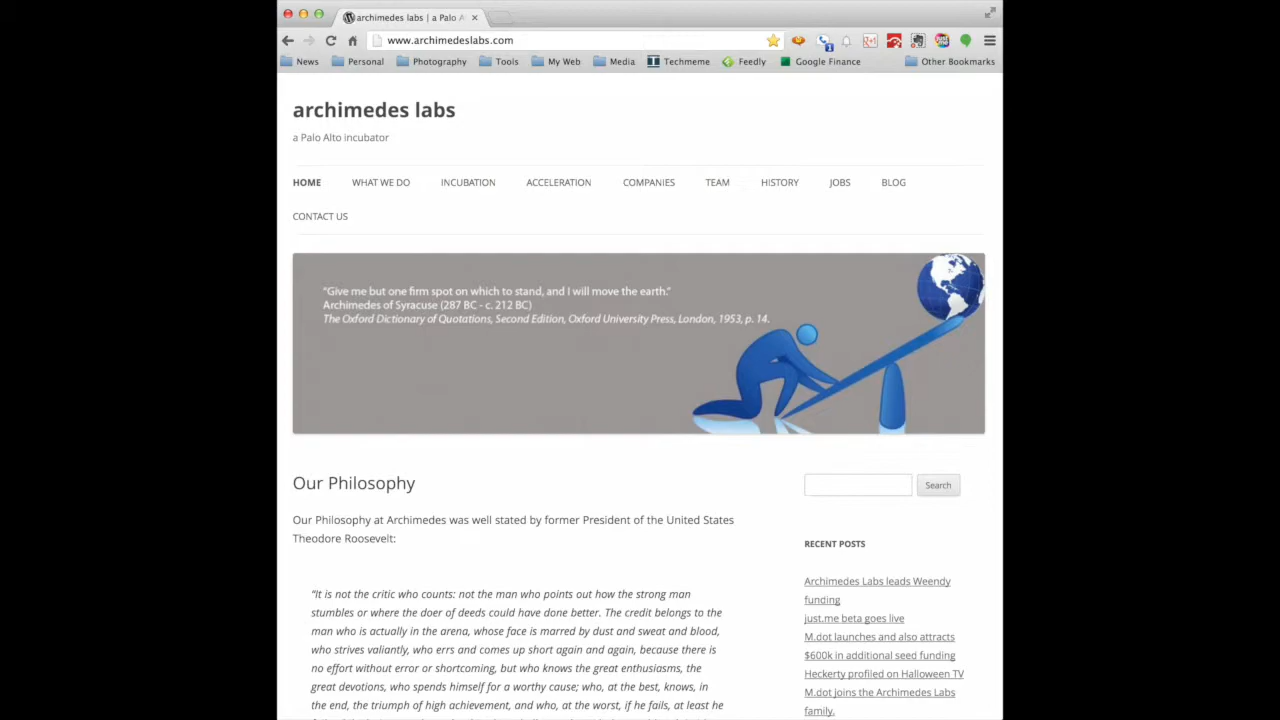 archimedes labs | a Palo A
www.archimedeslabs.com
News Personal Photography Tools My Web Media Techmeme Feedly Google Finance Other Bookmarks
archimedes labs
a Palo Alto incubator
HOME WHAT WE DO INCUBATION ACCELERATION COMPANIES TEAM HISTORY JOBS BLOG
CONTACT US
“Give me but one firm spot on which to stand, and I will move the earth.”
Archimedes of Syracuse (287 BC - c. 212 BC)
The Oxford Dictionary of Quotations, Second Edition, Oxford University Press, London, 1953, p. 14.
Our Philosophy
Our Philosophy at Archimedes was well stated by former President of the United States
Theodore Roosevelt:
“It is not the critic who counts: not the man who points out how the strong man
stumbles or where the doer of deeds could have done better. The credit belongs to the
man who is actually in the arena, whose face is marred by dust and sweat and blood,
who strives valiantly, who errs and comes up short again and again, because there is
no effort without error or shortcoming, but who knows the great enthusiasms, the
great devotions, who spends himself for a worthy cause; who, at the best, knows, in
the end, the triumph of high achievement, and who, at the worst, if he fails, at least he
Search
RECENT POSTS
Archimedes Labs leads Weendy
funding
just.me beta goes live
M.dot launches and also attracts
$600k in additional seed funding
Heckerty profiled on Halloween TV
M.dot joins the Archimedes Labs
family.